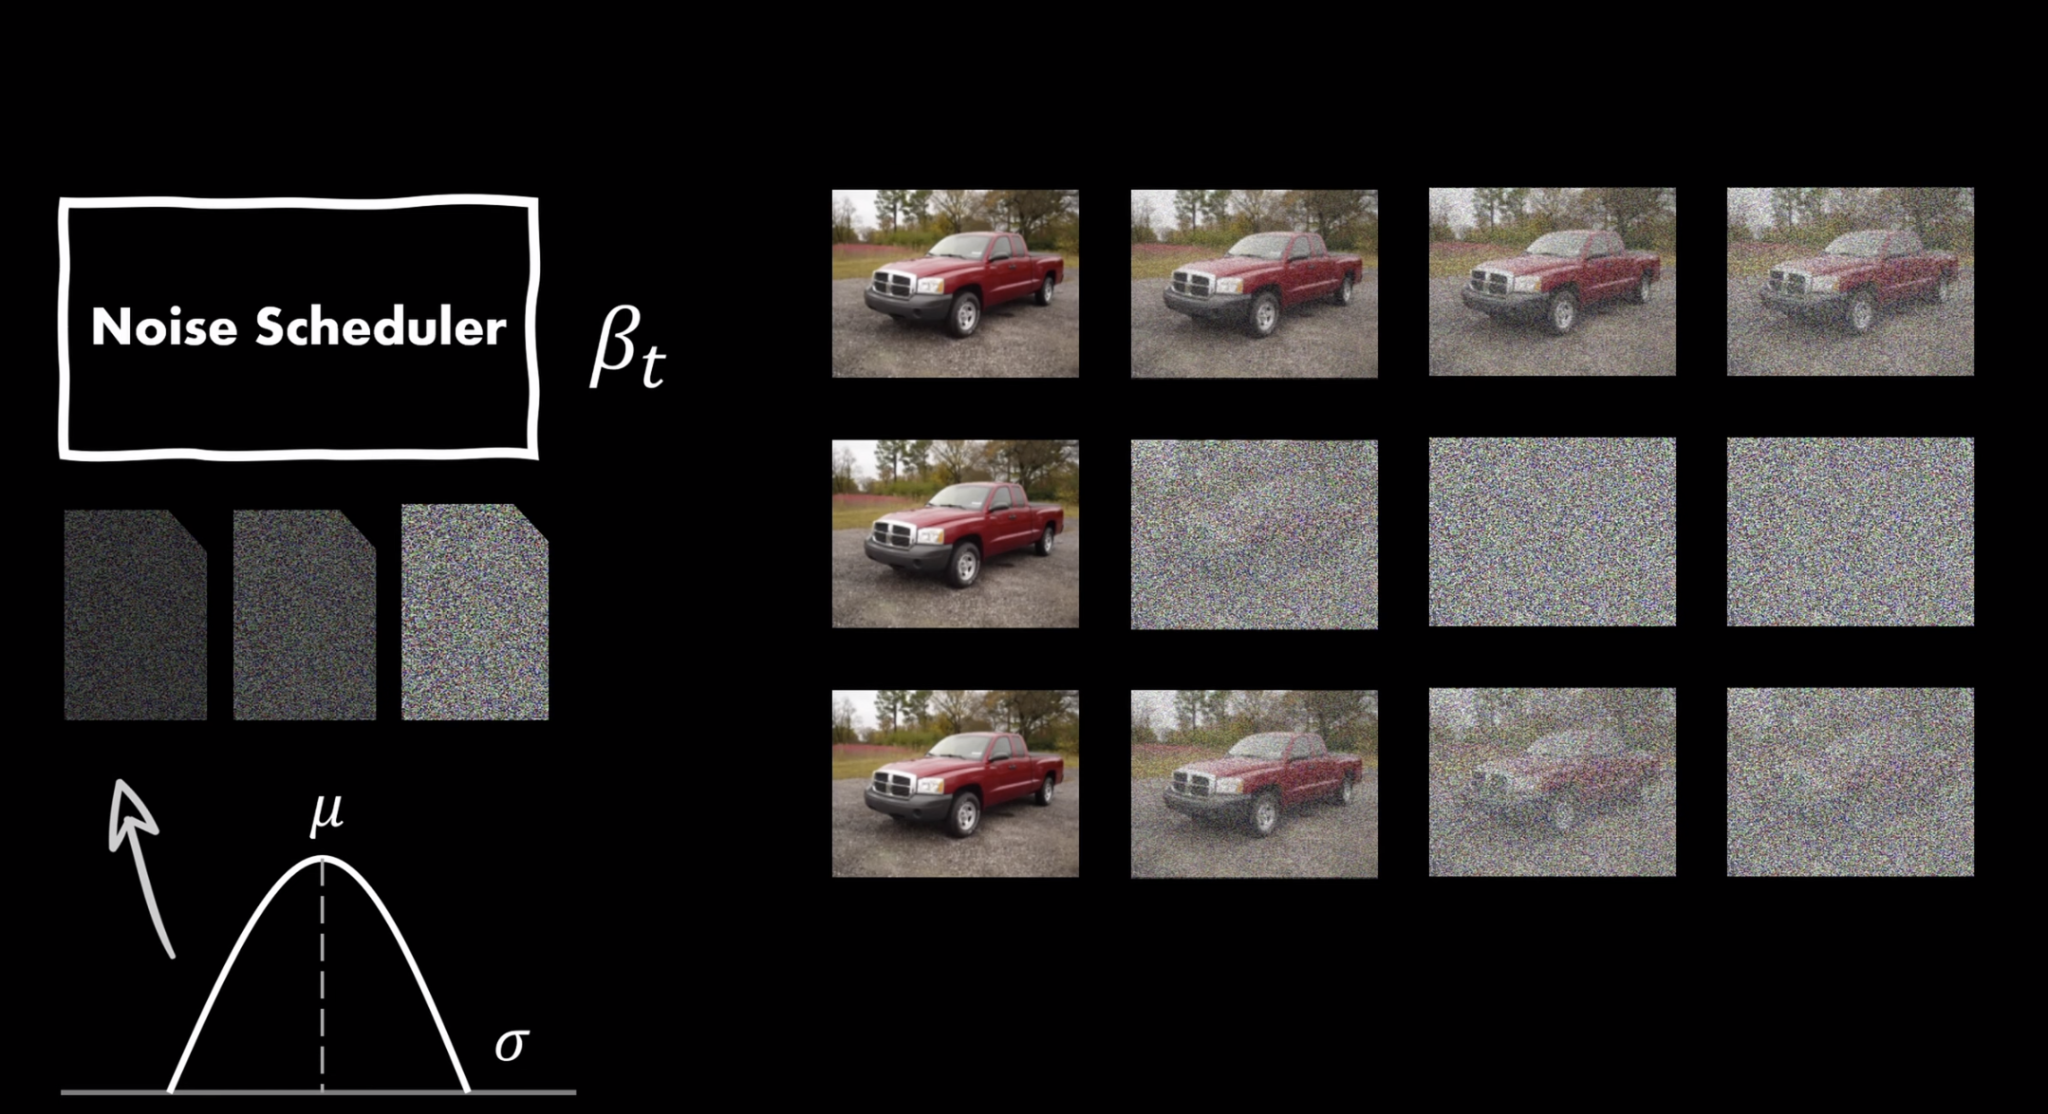 Noise Scheduler
βt
μ
σ